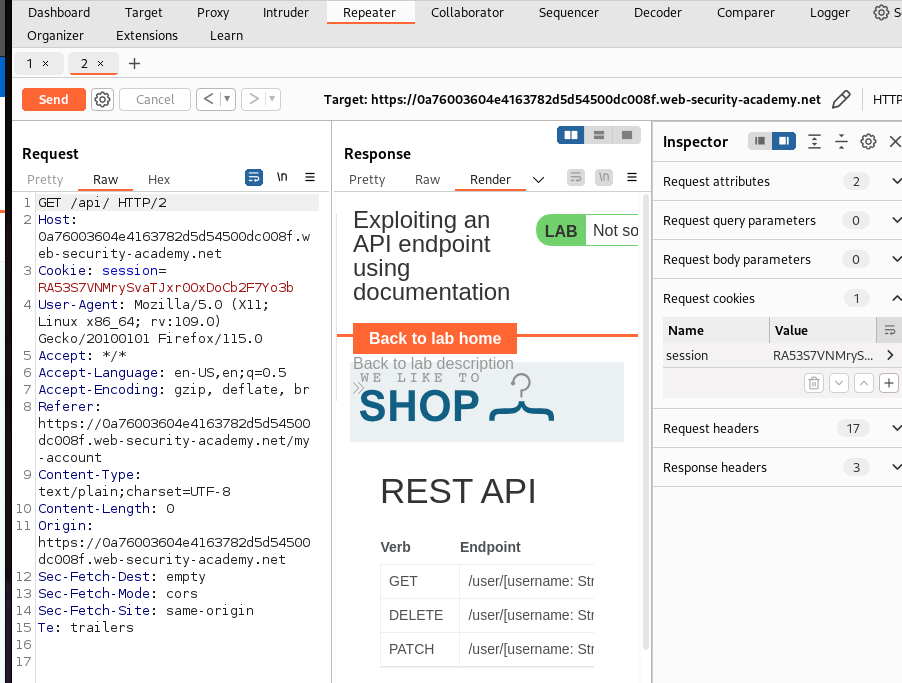 Dashboard Target Proxy Intruder Repeater Collaborator Sequencer Decoder Comparer Logger
Organizer Extensions Learn
1 × 2 × +
Send Cancel < >
Target: https://0a76003604e4163782d5d54500dc008f.web-security-academy.net
HTTP
Request
Pretty Raw Hex \n
1 GET /api/ HTTP/2
2 Host:
0a76003604e4163782d5d54500dc008f.w
eb-security-academy.net
3 Cookie: session=
RA53S7VNMrySvaTJxr0OxDoCb2F7Yo3b
4 User-Agent: Mozilla/5.0 (X11;
Linux x86_64; rv:109.0)
Gecko/20100101 Firefox/115.0
5 Accept: */*
6 Accept-Language: en-US,en;q=0.5
7 Accept-Encoding: gzip, deflate, br
8 Referer:
https://0a76003604e4163782d5d54500
dc008f.web-security-academy.net/my
-account
9 Content-Type:
text/plain;charset=UTF-8
10 Content-Length: 0
11 Origin:
https://0a76003604e4163782d5d54500
dc008f.web-security-academy.net
12 Sec-Fetch-Dest: empty
13 Sec-Fetch-Mode: cors
14 Sec-Fetch-Site: same-origin
15 Te: trailers
16
17
Response
Pretty Raw Render \n
Exploiting an
API endpoint
using
documentation
LAB Not so
Back to lab home
Back to lab description
WE LIKE TO
SHOP
REST API
Verb Endpoint
GET /user/[username: Str
DELETE /user/[username: Str
PATCH /user/[username: Str
Inspector
Request attributes 2
Request query parameters 0
Request body parameters 0
Request cookies 1
Name Value
session RA53S7VNMryS...
Request headers 17
Response headers 3